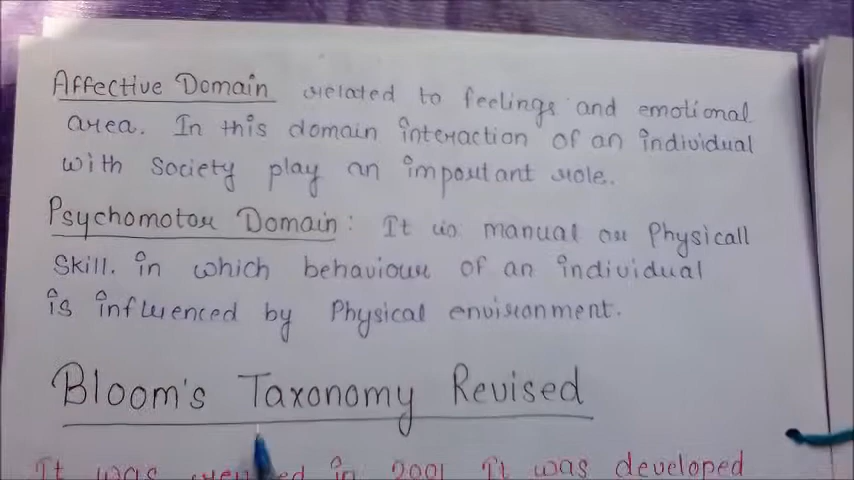 Affective Domain related to feelings and emotional
area. In this domain interaction of an individual
with Society play an important role.
Psychomotor Domain: It is manual or Physicall
Skill. in which behaviour of an individual
is influenced by Physical environment.
Bloom's Taxonomy Revised
It was in 2001 It was developed